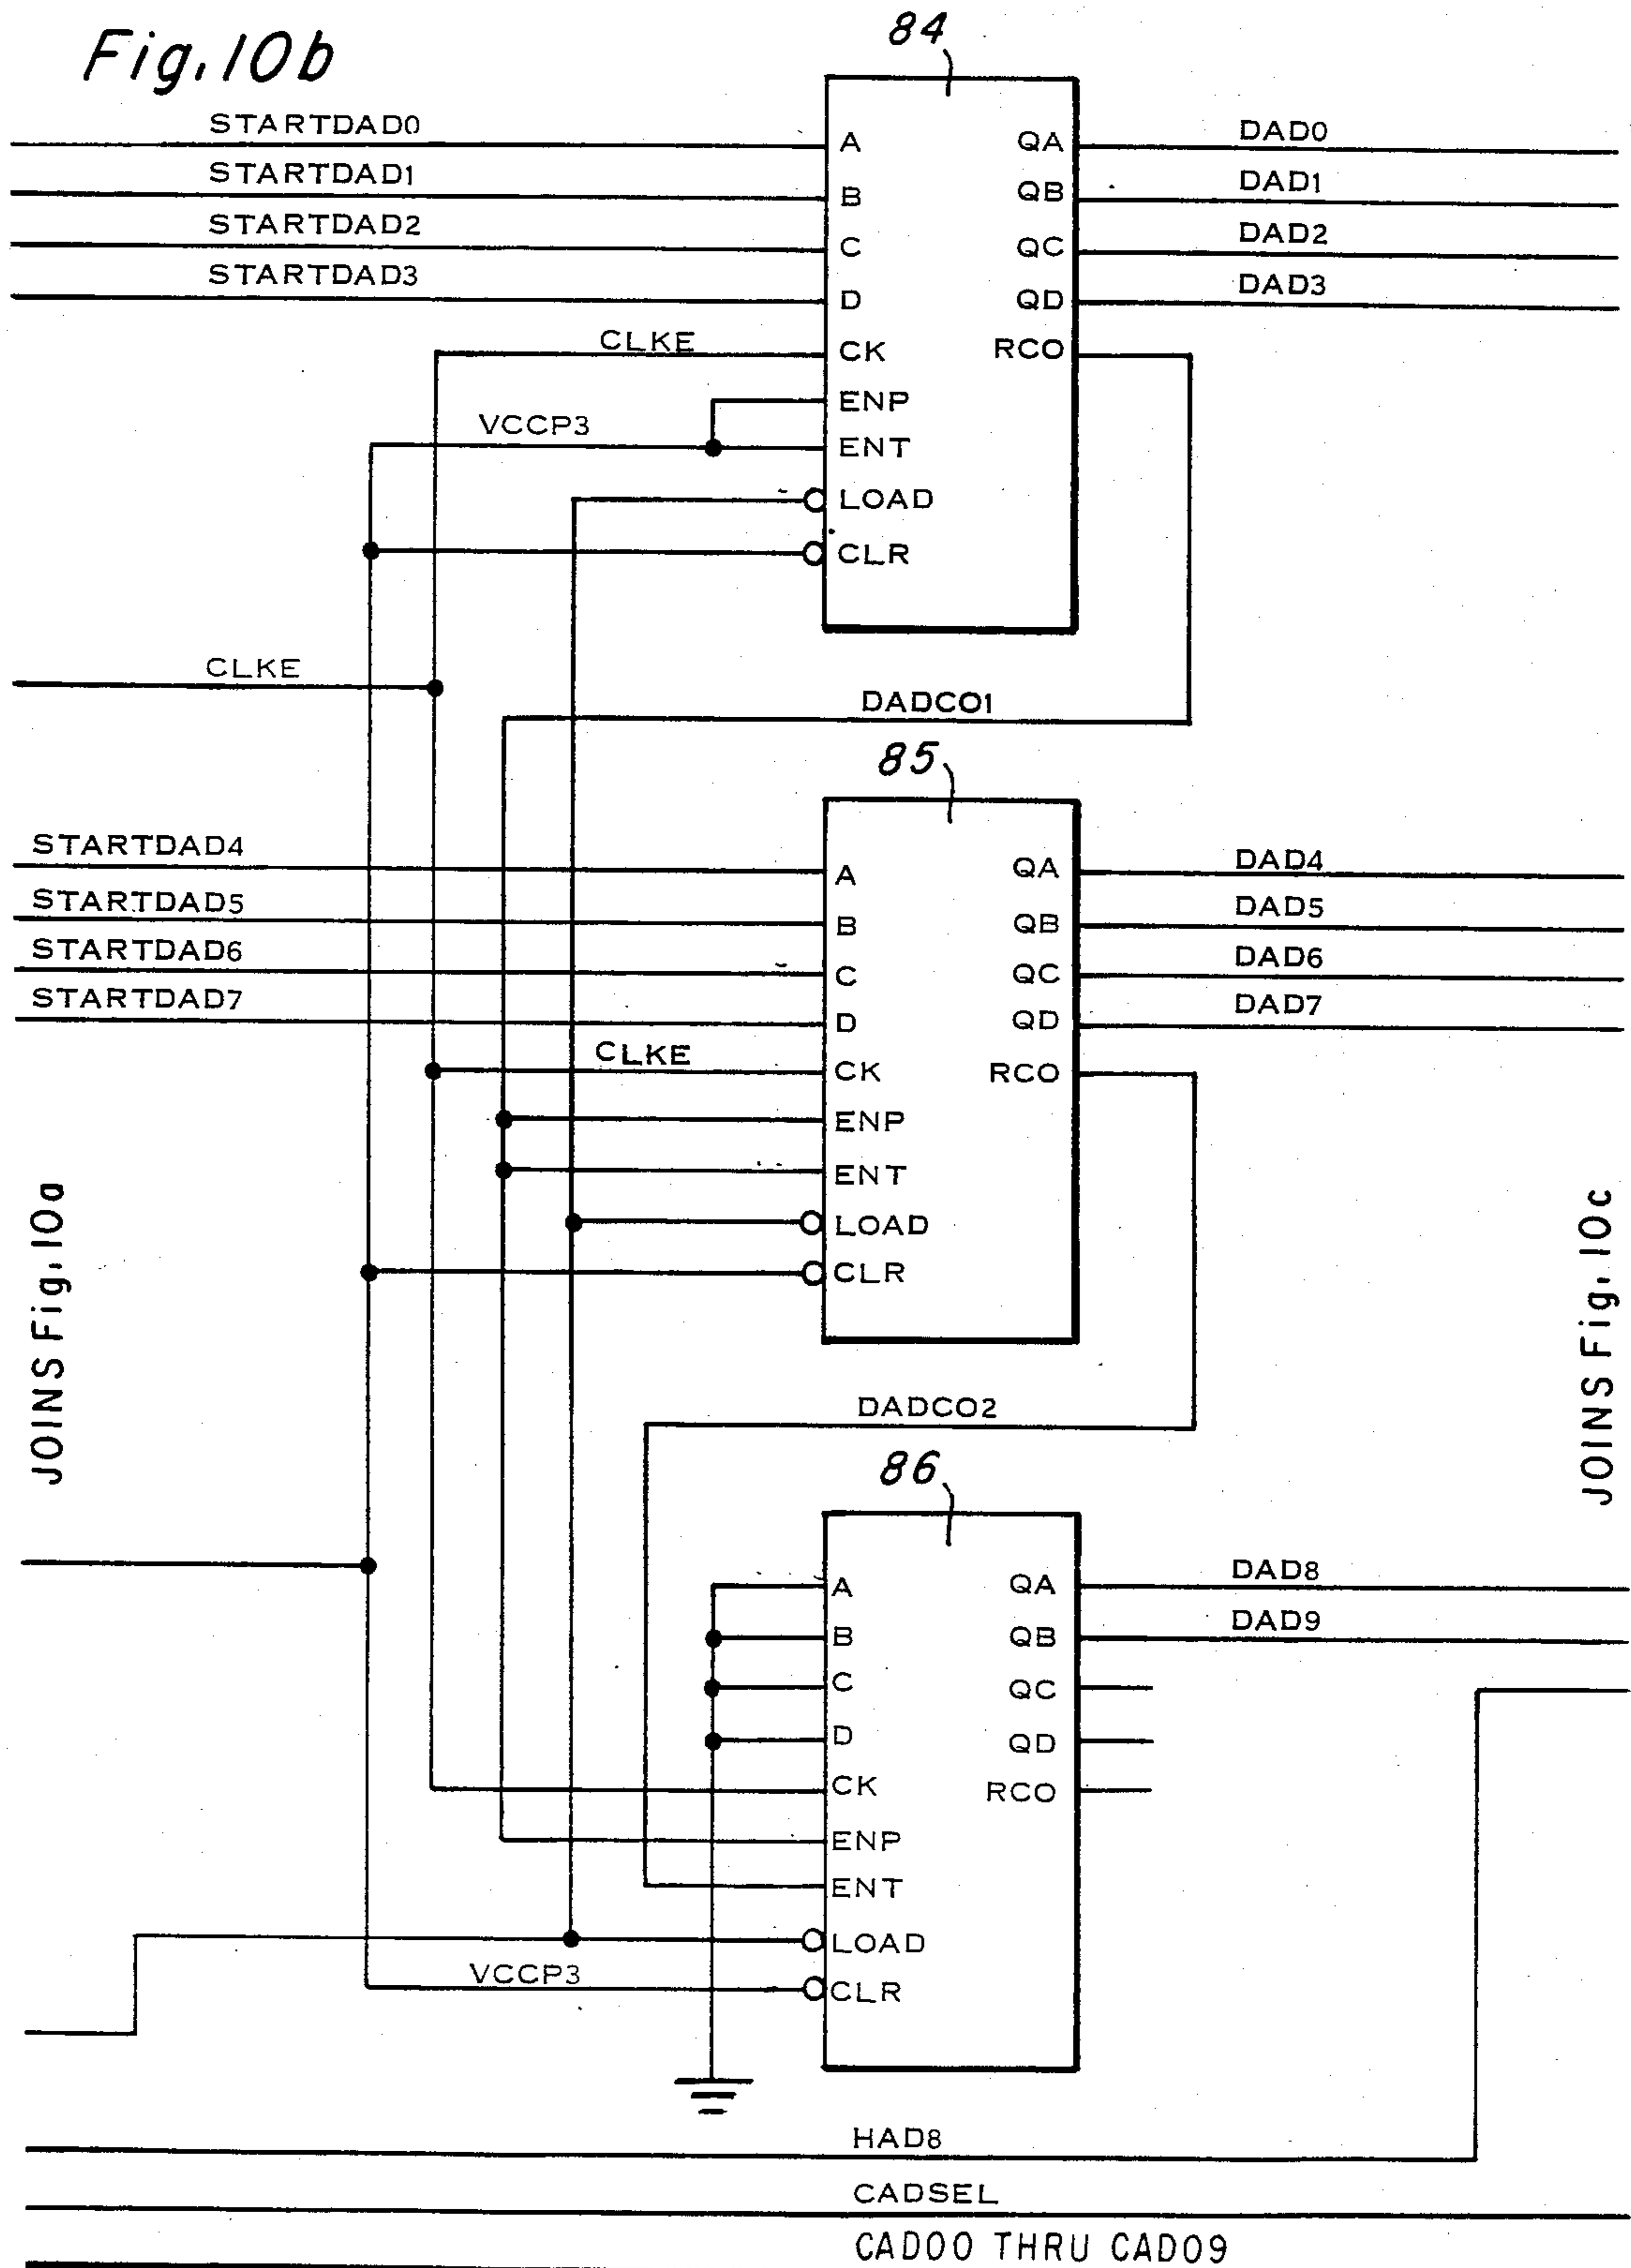 Fig. 10b
84
STARTDAD0
A
QA
DAD0
STARTDAD1
B
QB
DAD1
STARTDAD2
C
QC
DAD2
STARTDAD3
D
QD
DAD3
CLKE
CK
RCO
ENP
VCCP3
ENT
LOAD
CLR
CLKE
DADCO1
85
STARTDAD4
A
QA
DAD4
STARTDAD5
B
QB
DAD5
STARTDAD6
C
QC
DAD6
STARTDAD7
D
QD
DAD7
CLKE
CK
RCO
ENP
ENT
LOAD
CLR
JOINS Fig. 10a
JOINS Fig. 10c
DADCO2
86
A
QA
DAD8
B
QB
DAD9
C
QC
D
QD
CK
RCO
ENP
ENT
LOAD
VCCP3
CLR
HAD8
CADSEL
CAD00 THRU CAD09